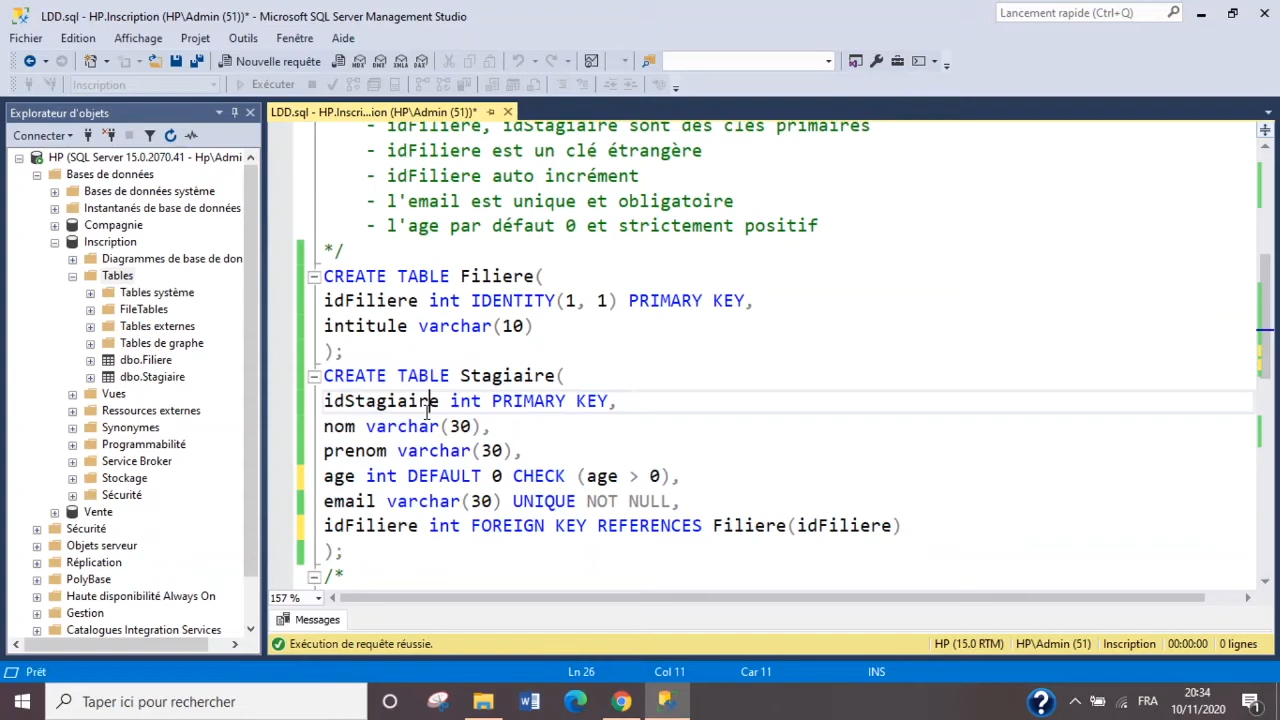 LDD.sql - HP.Inscription (HP\Admin (51))* - Microsoft SQL Server Management Studio
Lancement rapide (Ctrl+Q)
Fichier Edition Affichage Projet Outils Fenêtre Aide
Nouvelle requête
MDX DMX XMLA DAX
Inscription
Exécuter
Explorateur d'objets
LDD.sql - HP.Inscri...ion (HP\Admin (51))*
Connecter
HP (SQL Server 15.0.2070.41 - Hp\Admi
Bases de données
Bases de données système
Instantanés de base de données
Compagnie
Inscription
Diagrammes de base de don
Tables
Tables système
FileTables
Tables externes
Tables de graphe
dbo.Filiere
dbo.Stagiaire
Vues
Ressources externes
Synonymes
Programmabilité
Service Broker
Stockage
Sécurité
Vente
Sécurité
Objets serveur
Réplication
PolyBase
Haute disponibilité Always On
Gestion
Catalogues Integration Services
- idFiliere, idStagiaire sont des clés primaires
- idFiliere est un clé étrangère
- idFiliere auto incrément
- l'email est unique et obligatoire
- l'age par défaut 0 et strictement positif
*/
CREATE TABLE Filiere(
idFiliere int IDENTITY(1, 1) PRIMARY KEY,
intitule varchar(10)
);
CREATE TABLE Stagiaire(
idStagiaire int PRIMARY KEY,
nom varchar(30),
prenom varchar(30),
age int DEFAULT 0 CHECK (age > 0),
email varchar(30) UNIQUE NOT NULL,
idFiliere int FOREIGN KEY REFERENCES Filiere(idFiliere)
);
/*
157 %
Messages
Exécution de requête réussie.
HP (15.0 RTM) HP\Admin (51) Inscription 00:00:00 0 lignes
Prêt Ln 26 Col 11 Car 11 INS
Taper ici pour rechercher
FRA
20:34
10/11/2020
1